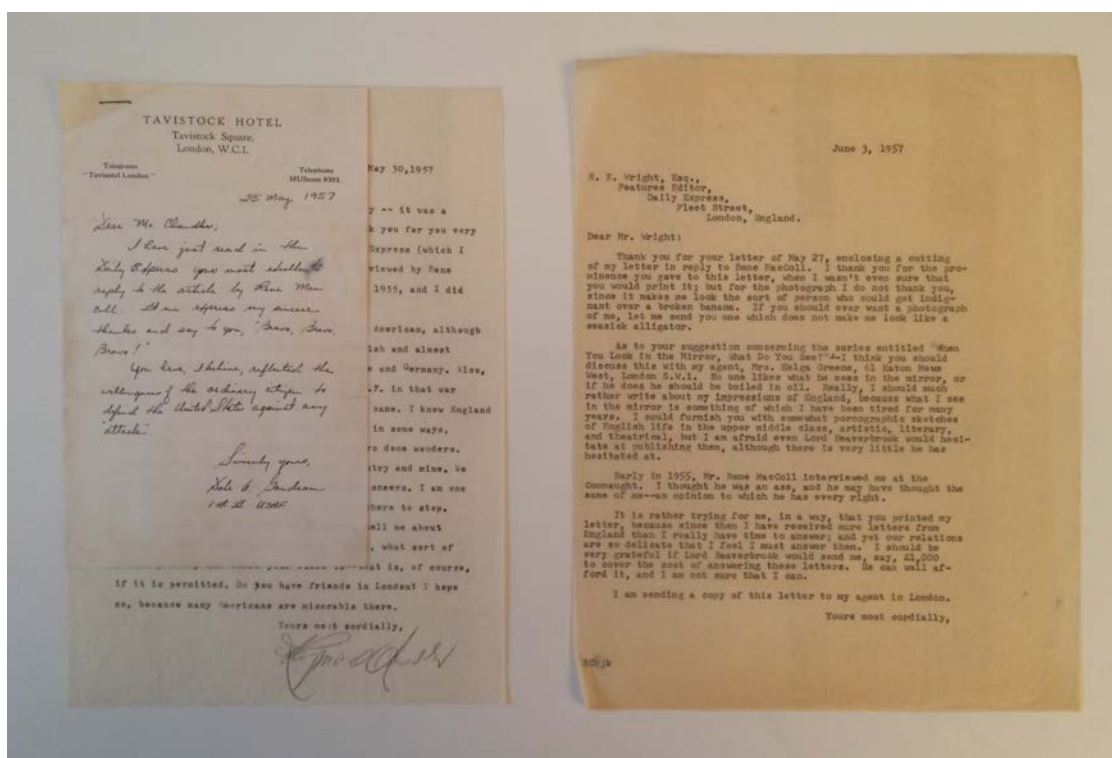 TAVISTOCK HOTEL
Tavistock Square,
London, W.C.1.
Telegrams
"Tavistel London"
Telephone
MUSeum 8383.
25 May 1957
Dear Mr. Chandler,
I have just read in the
Daily Express your most excellent
reply to the article by Rene Mac
Coll. Let me express my sincere
thanks and say to you, "Bravo, Bravo,
Bravo!"
You have, I believe, reflected the
willingness of the ordinary citizen to
defend the United States against any
"attacks."
Sincerely yours,
Dale A.
1st Lt. USAF
May 30,1957
y -- it was a
k you for you very
Express (which I
viewed by Rene
1955, and I did
American, although
ish and almost
e and Germany. Also,
.F. in that war
same. I know England
in some ways,
rs done wonders.
try and mine. We
sneers. I am one
here to stop.
ell me about
, what sort of
at is, of course,
if it is permitted. Do you have friends in London? I hope
so, because many Americans are miserable there.
Yours most cordially,
June 3, 1957
R. K. Wright, Esq.,
Features Editor,
Daily Express,
Fleet Street,
London, England.
Dear Mr. Wright:
Thank you for your letter of May 27, enclosing a cutting
of my letter in reply to Rene MacColl. I thank you for the pro-
minence you gave to this letter, when I wasn't even sure that
you would print it; but for the photograph I do not thank you,
since it makes me look the sort of person who could get indig-
nant over a broken banana. If you should ever want a photograph
of me, let me send you one which does not make me look like a
seasick alligator.
As to your suggestion concerning the series entitled "When
You Look in the Mirror, What Do You See?"--I think you should
discuss this with my agent, Mrs. Helga Greene, 61 Eaton Mews
West, London S.W.1. No one likes what he sees in the mirror, or
if he does he should be boiled in oil. Really, I should much
rather write about my impressions of England, because what I see
in the mirror is something of which I have been tired for many
years. I could furnish you with somewhat pornographic sketches
of English life in the upper middle class, artistic, literary,
and theatrical, but I am afraid even Lord Beaverbrook would hesi-
tate at publishing them, although there is very little he has
hesitated at.
Early in 1955, Mr. Rene MacColl interviewed me at the
Connaught. I thought he was an ass, and he may have thought the
same of me--an opinion to which he has every right.
It is rather trying for me, in a way, that you printed my
letter, because since then I have received more letters from
England than I really have time to answer; and yet our relations
are so delicate that I feel I must answer them. I should be
very grateful if Lord Beaverbrook would send me, say, £1,000
to cover the cost of answering these letters. He can well af-
ford it, and I am not sure that I can.
I am sending a copy of this letter to my agent in London.
Yours most cordially,
RC:jk